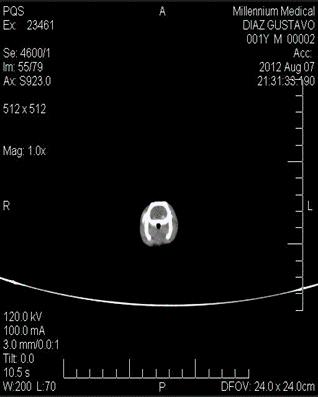 PQS
Ex: 23461
Se: 4600/1
Im: 55/79
Ax: S923.0
512 x 512
Mag: 1.0x
A
Millennium Medical
DIAZ GUSTAVO
001Y M 00002
Acc:
2012 Aug 07
21:31:35.190
R
L
120.0 kV
100.0 mA
3.0 mm/0.0:1
Tilt: 0.0
10.5 s
W:200 L:70
P
DFOV: 24.0 x 24.0cm